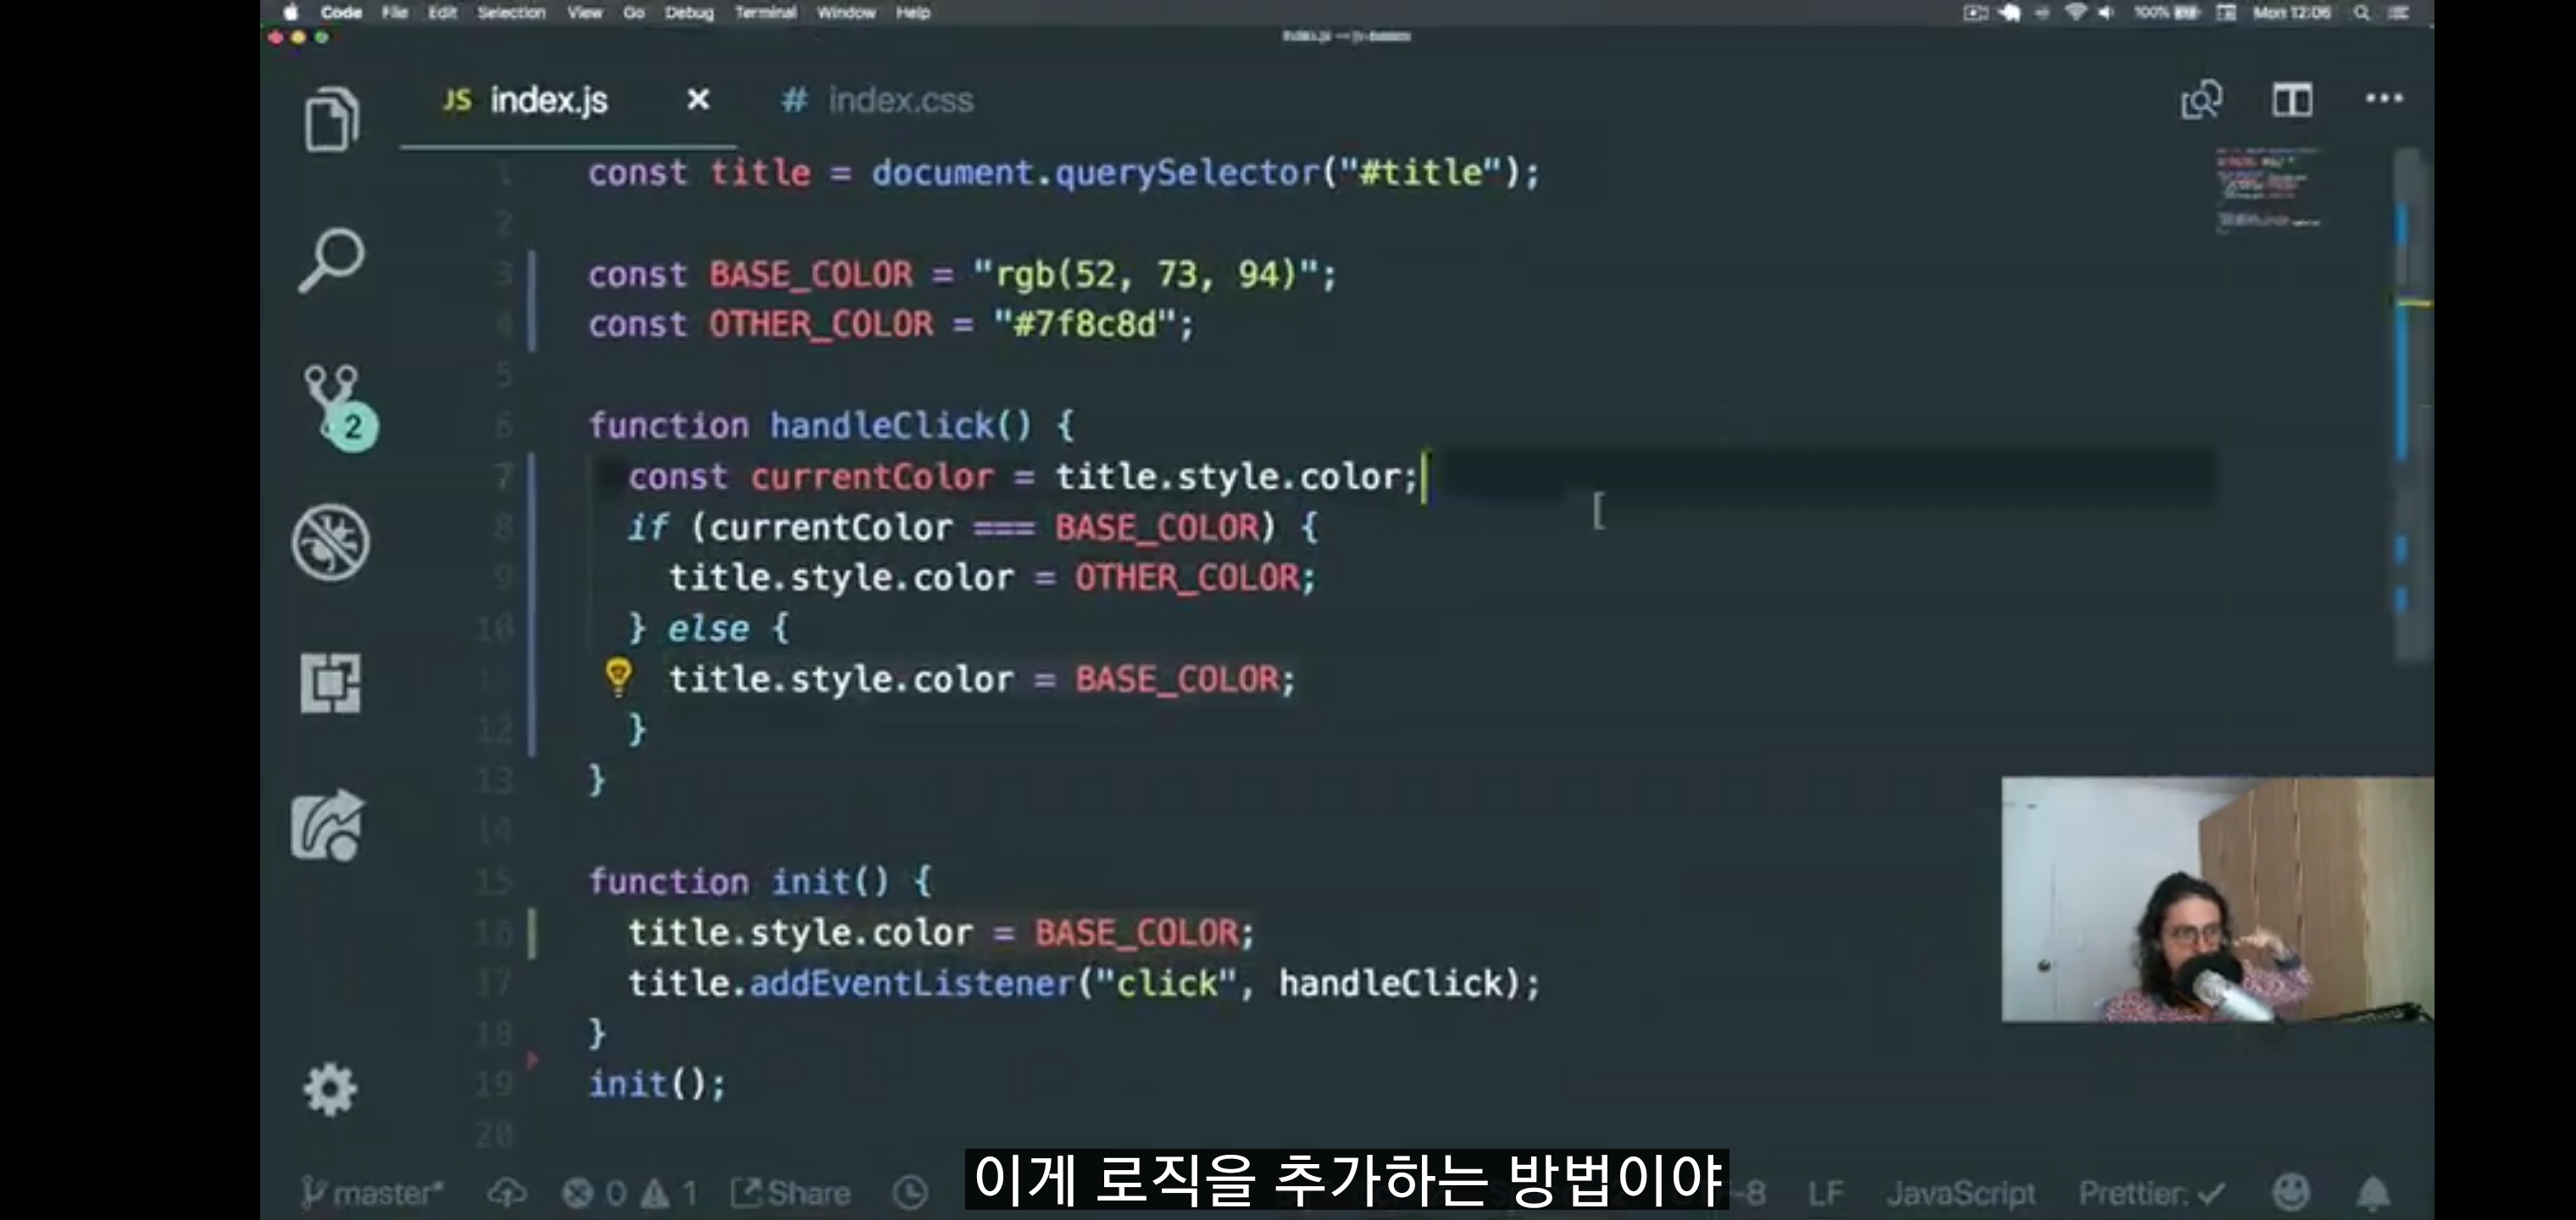 Code File Edit Selection View Go Debug Terminal Window Help 100% Mon 12:06
index.js — js-basics
JS index.js × # index.css
1 const title = document.querySelector("#title");
2
3 const BASE_COLOR = "rgb(52, 73, 94)";
4 const OTHER_COLOR = "#7f8c8d";
5
6 function handleClick() {
7 const currentColor = title.style.color;
8 if (currentColor === BASE_COLOR) {
9 title.style.color = OTHER_COLOR;
10 } else {
11 title.style.color = BASE_COLOR;
12 }
13 }
14
15 function init() {
16 title.style.color = BASE_COLOR;
17 title.addEventListener("click", handleClick);
18 }
19 init();
20
2
master* 0 1 Share -8 LF JavaScript Prettier: ✓
이게 로직을 추가하는 방법이야